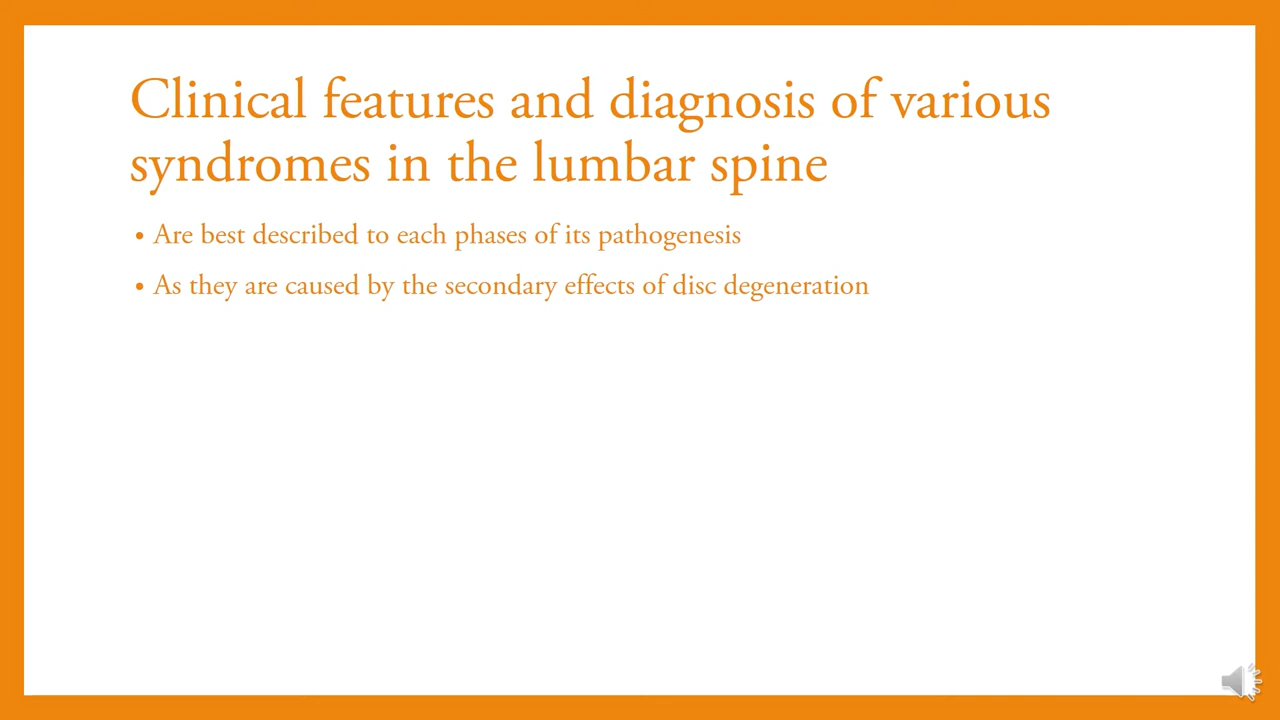 Clinical features and diagnosis of various
syndromes in the lumbar spine
• Are best described to each phases of its pathogenesis
• As they are caused by the secondary effects of disc degeneration